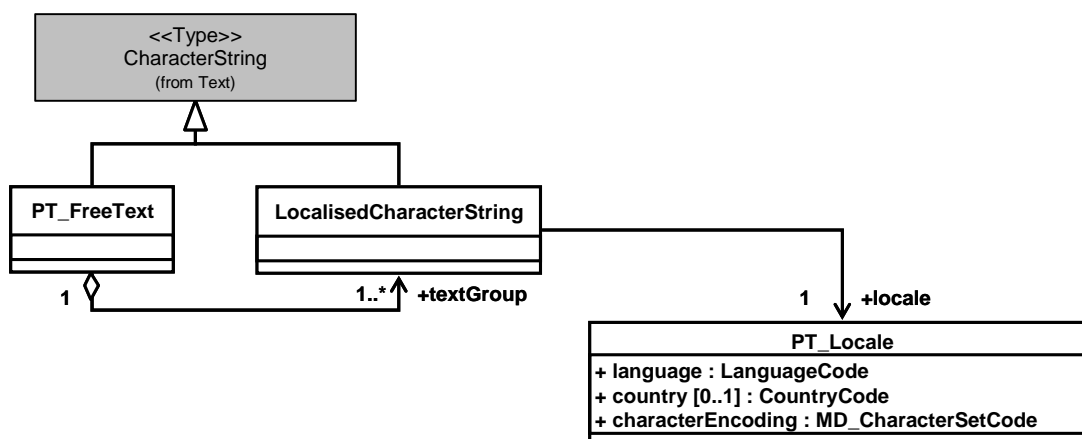 <<Type>>
CharacterString
(from Text)
PT_FreeText
LocalisedCharacterString
1
1..*
+textGroup
1
+locale
PT_Locale
+ language : LanguageCode
+ country [0..1] : CountryCode
+ characterEncoding : MD_CharacterSetCode